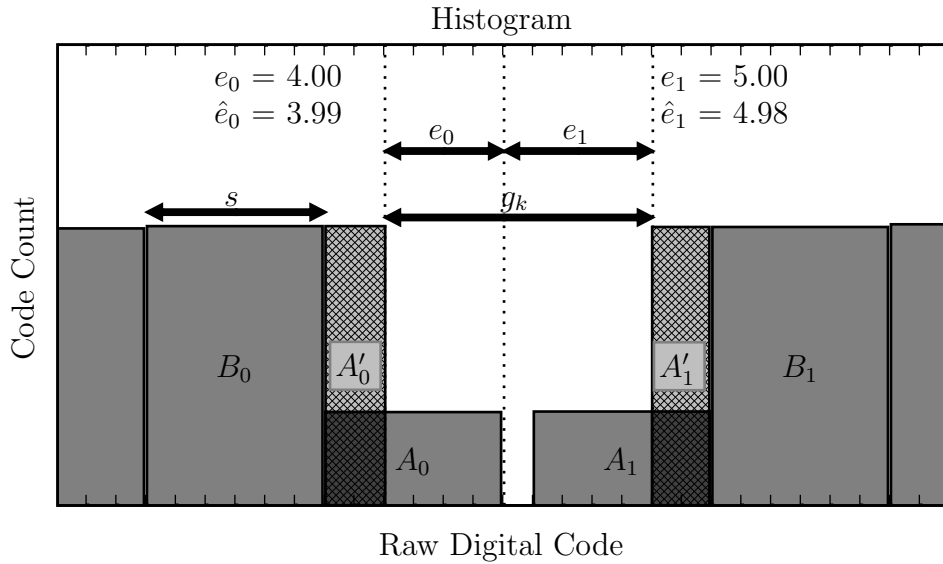 Histogram
e₀ = 4.00
ê₀ = 3.99
e₁ = 5.00
ê₁ = 4.98
e₀
e₁
s
gₖ
Code Count
B₀
A′₀
A′₁
B₁
A₀
A₁
Raw Digital Code